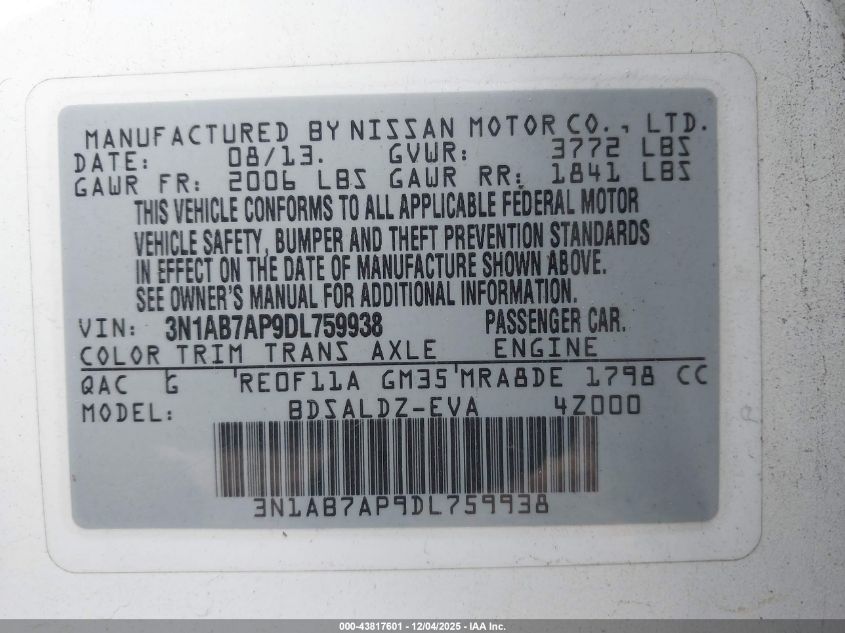 MANUFACTURED BY NISSAN MOTOR CO., LTD.
DATE: 08/13. GVWR: 3772 LBS
GAWR FR: 2006 LBS GAWR RR: 1841 LBS
THIS VEHICLE CONFORMS TO ALL APPLICABLE FEDERAL MOTOR
VEHICLE SAFETY, BUMPER AND THEFT PREVENTION STANDARDS
IN EFFECT ON THE DATE OF MANUFACTURE SHOWN ABOVE.
SEE OWNER'S MANUAL FOR ADDITIONAL INFORMATION.
VIN: 3N1AB7AP9DL759938 PASSENGER CAR.
COLOR TRIM TRANS AXLE ENGINE
QAC G RE0F11A GM35 MRA8DE 1798 CC
MODEL: BDSALDZ-EVA 4Z000
3N1AB7AP9DL759938
000-43817601 - 12/04/2025 - IAA Inc.